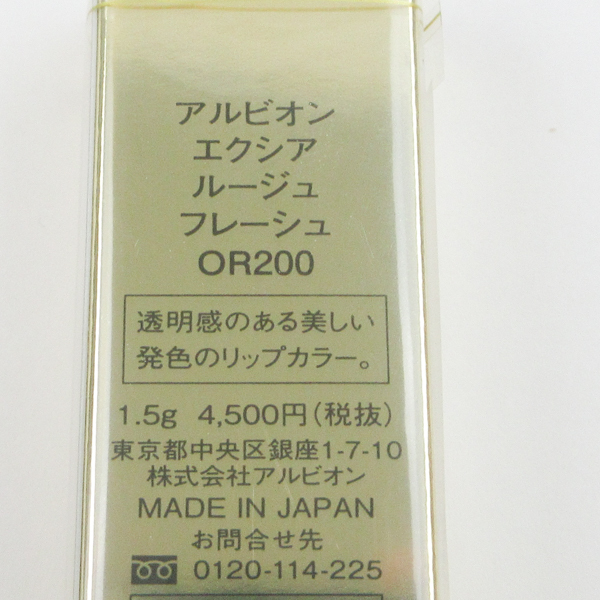 アルビオン
エクシア
ルージュ
フレーシュ
OR200
透明感のある美しい
発色のリップカラー。
1.5g 4,500円(税抜)
東京都中央区銀座1-7-10
株式会社アルビオン
MADE IN JAPAN
お問合せ先
0120-114-225